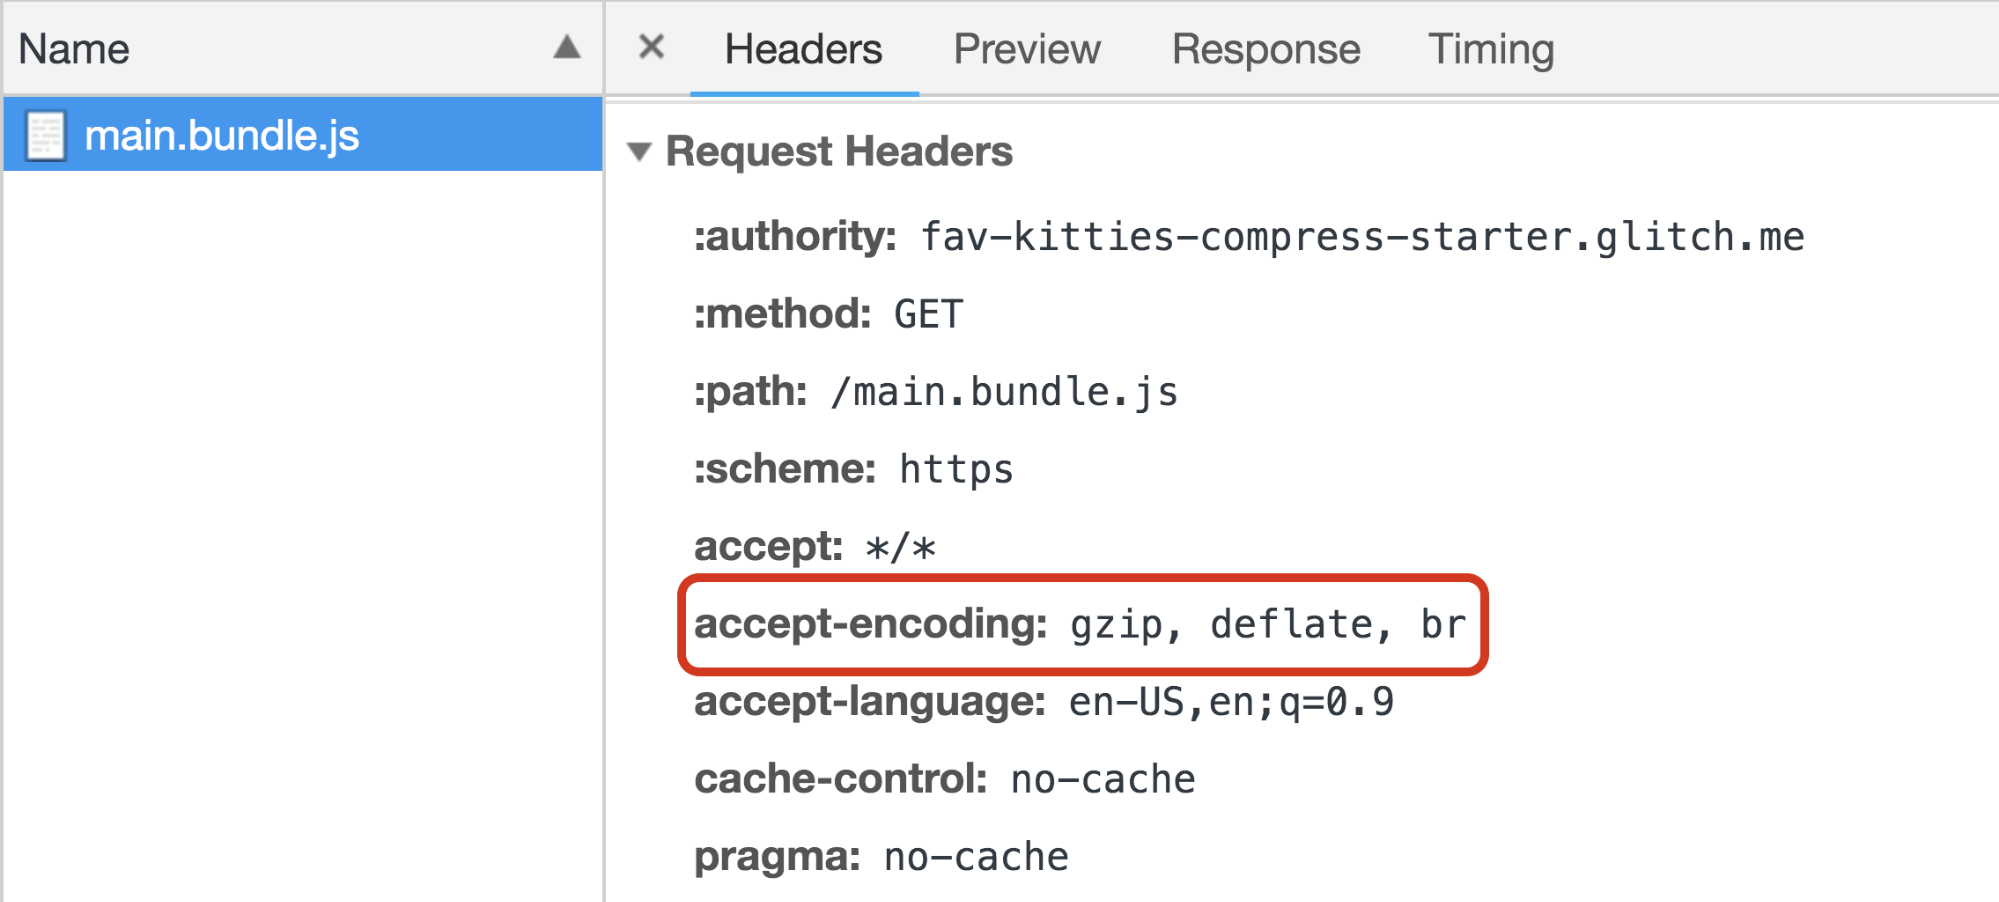 Name
main.bundle.js
Headers Preview Response Timing
Request Headers
:authority: fav-kitties-compress-starter.glitch.me
:method: GET
:path: /main.bundle.js
:scheme: https
accept: */*
accept-encoding: gzip, deflate, br
accept-language: en-US,en;q=0.9
cache-control: no-cache
pragma: no-cache